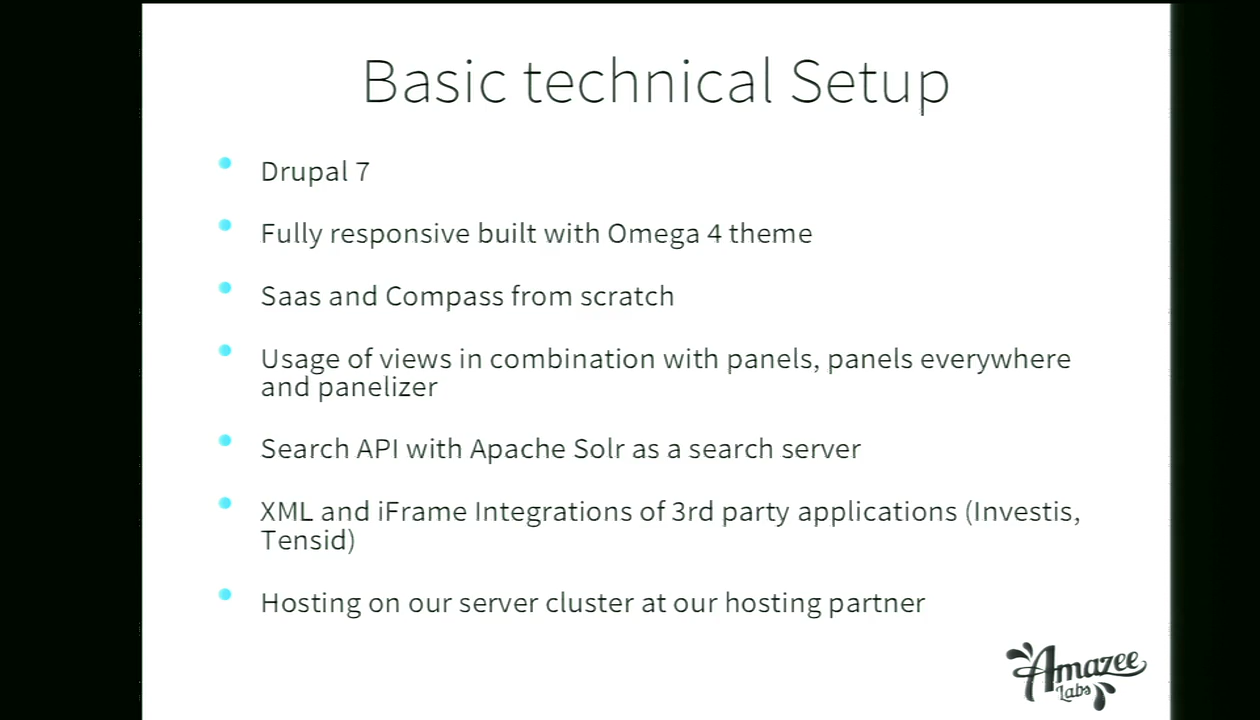 Basic technical Setup
Drupal 7
Fully responsive built with Omega 4 theme
Saas and Compass from scratch
Usage of views in combination with panels, panels everywhere
and panelizer
Search API with Apache Solr as a search server
XML and iFrame Integrations of 3rd party applications (Investis,
Tensid)
Hosting on our server cluster at our hosting partner
Amazee
Labs